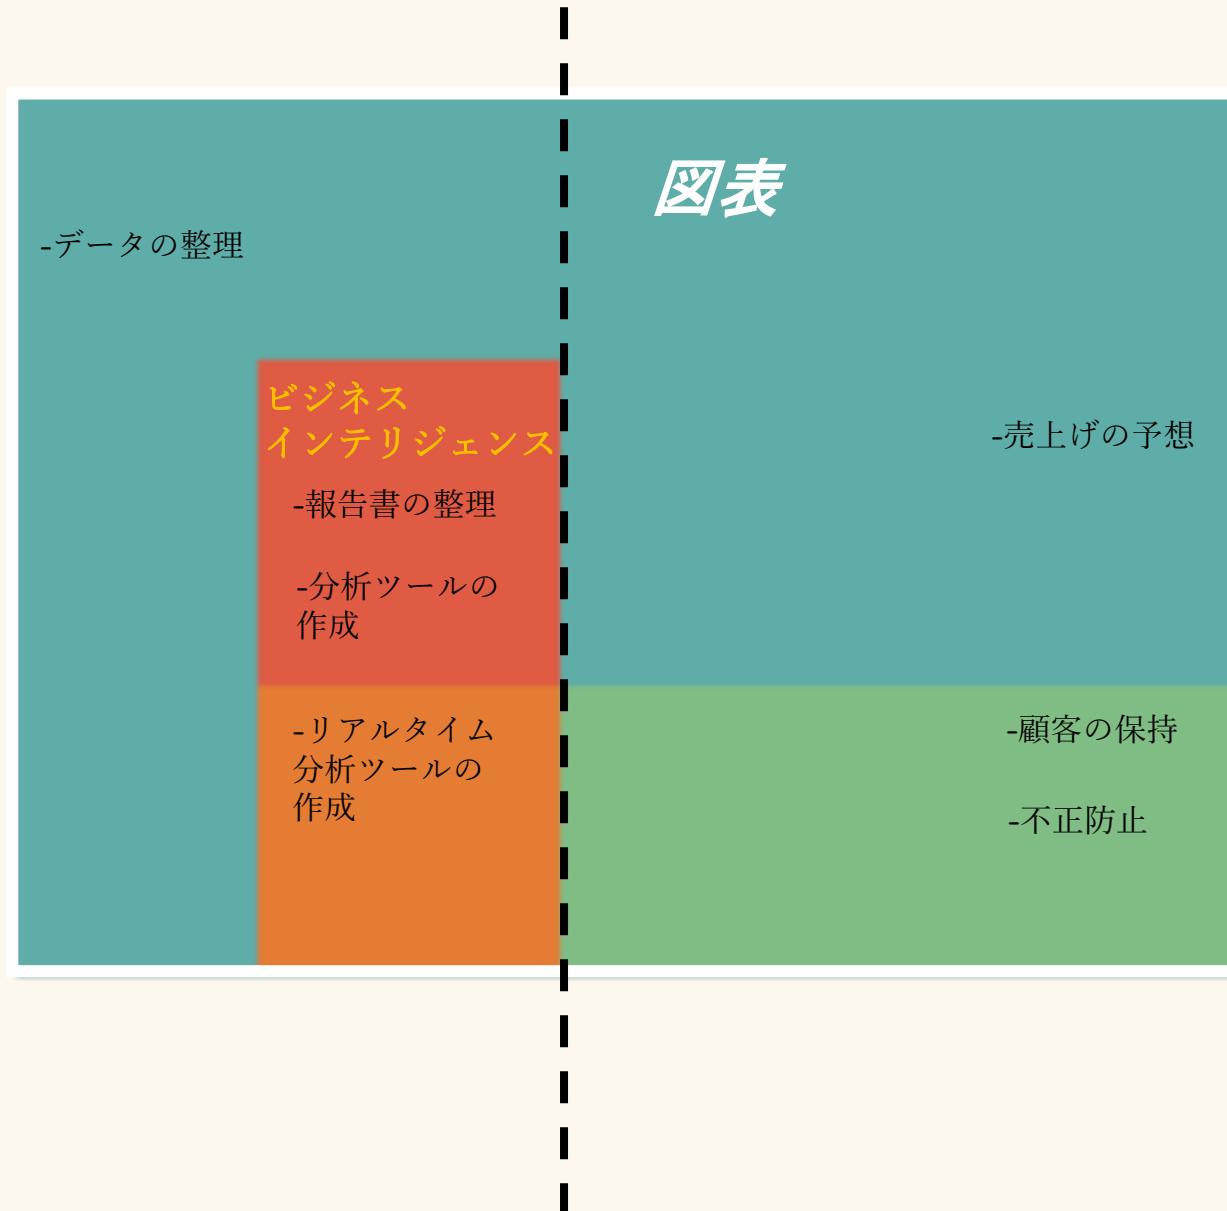 図表
-データの整理
ビジネス
インテリジェンス
-報告書の整理
-分析ツールの
作成
-リアルタイム
分析ツールの
作成
-売上げの予想
-顧客の保持
-不正防止